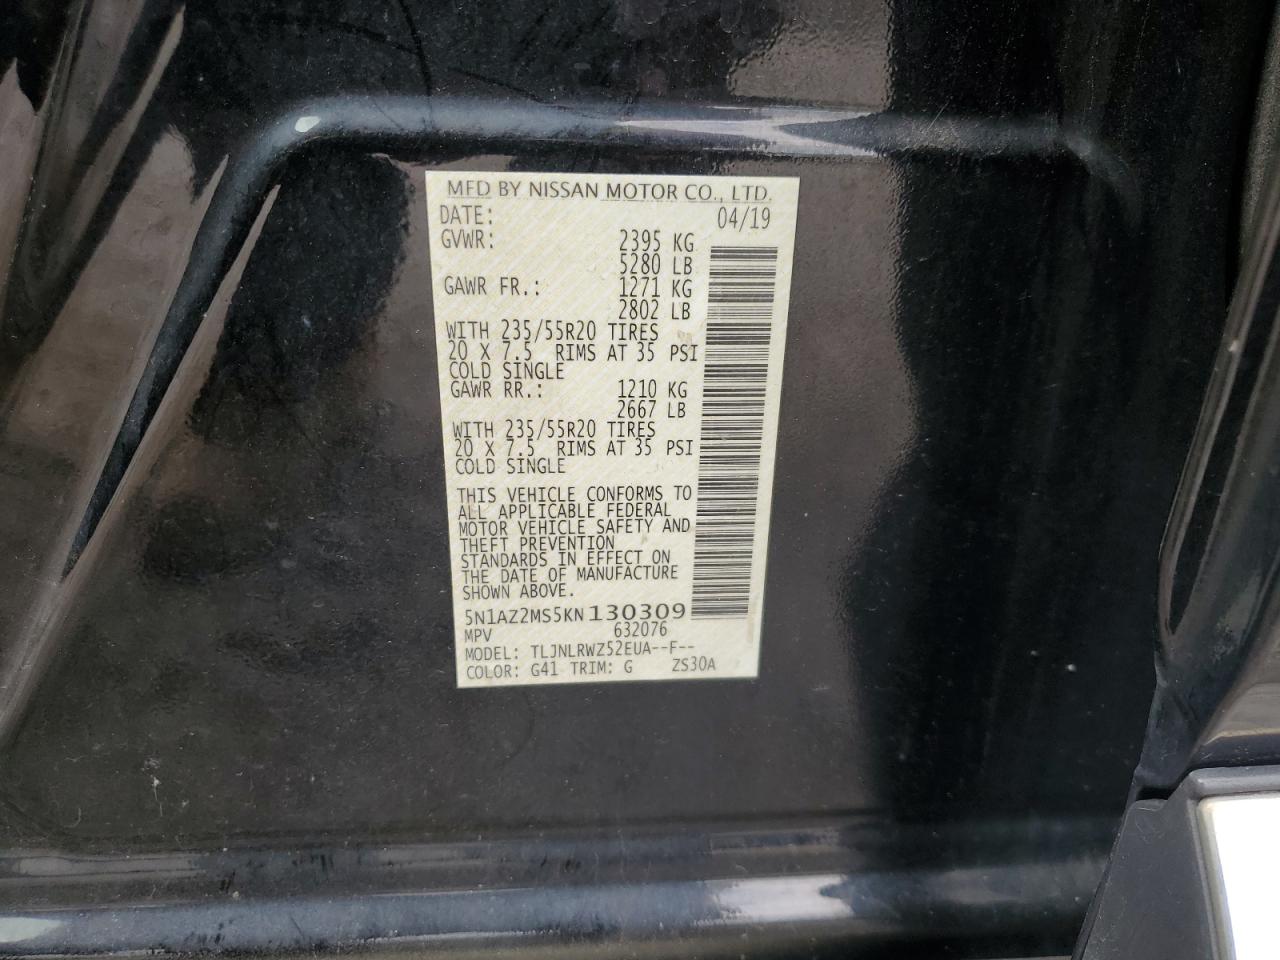 MFD BY NISSAN MOTOR CO., LTD.
DATE: 04/19
GVWR: 2395 KG
5280 LB
GAWR FR.: 1271 KG
2802 LB
WITH 235/55R20 TIRES
20 X 7.5 RIMS AT 35 PSI
COLD SINGLE
GAWR RR.: 1210 KG
2667 LB
WITH 235/55R20 TIRES
20 X 7.5 RIMS AT 35 PSI
COLD SINGLE
THIS VEHICLE CONFORMS TO
ALL APPLICABLE FEDERAL
MOTOR VEHICLE SAFETY AND
THEFT PREVENTION
STANDARDS IN EFFECT ON
THE DATE OF MANUFACTURE
SHOWN ABOVE.
5N1AZ2MS5KN130309
MPV 632076
MODEL: TLJNLRWZ52EUA--F--
COLOR: G41 TRIM: G ZS30A